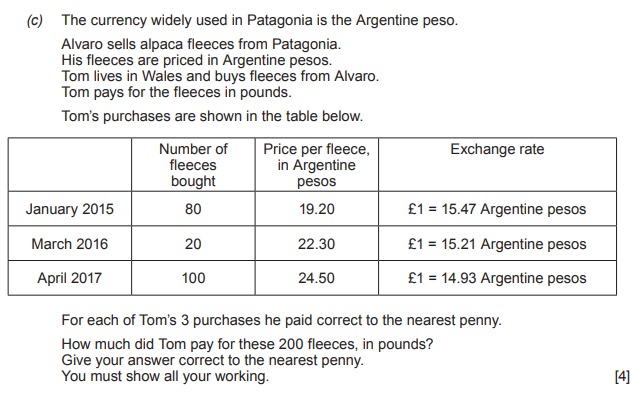 (c) The currency widely used in Patagonia is the Argentine peso.
Alvaro sells alpaca fleeces from Patagonia.
His fleeces are priced in Argentine pesos.
Tom lives in Wales and buys fleeces from Alvaro.
Tom pays for the fleeces in pounds.
Tom's purchases are shown in the table below.
Number of fleeces bought Price per fleece, in Argentine pesos Exchange rate
January 2015 80 19.20 £1 = 15.47 Argentine pesos
March 2016 20 22.30 £1 = 15.21 Argentine pesos
April 2017 100 24.50 £1 = 14.93 Argentine pesos
For each of Tom's 3 purchases he paid correct to the nearest penny.
How much did Tom pay for these 200 fleeces, in pounds?
Give your answer correct to the nearest penny.
You must show all your working. [4]